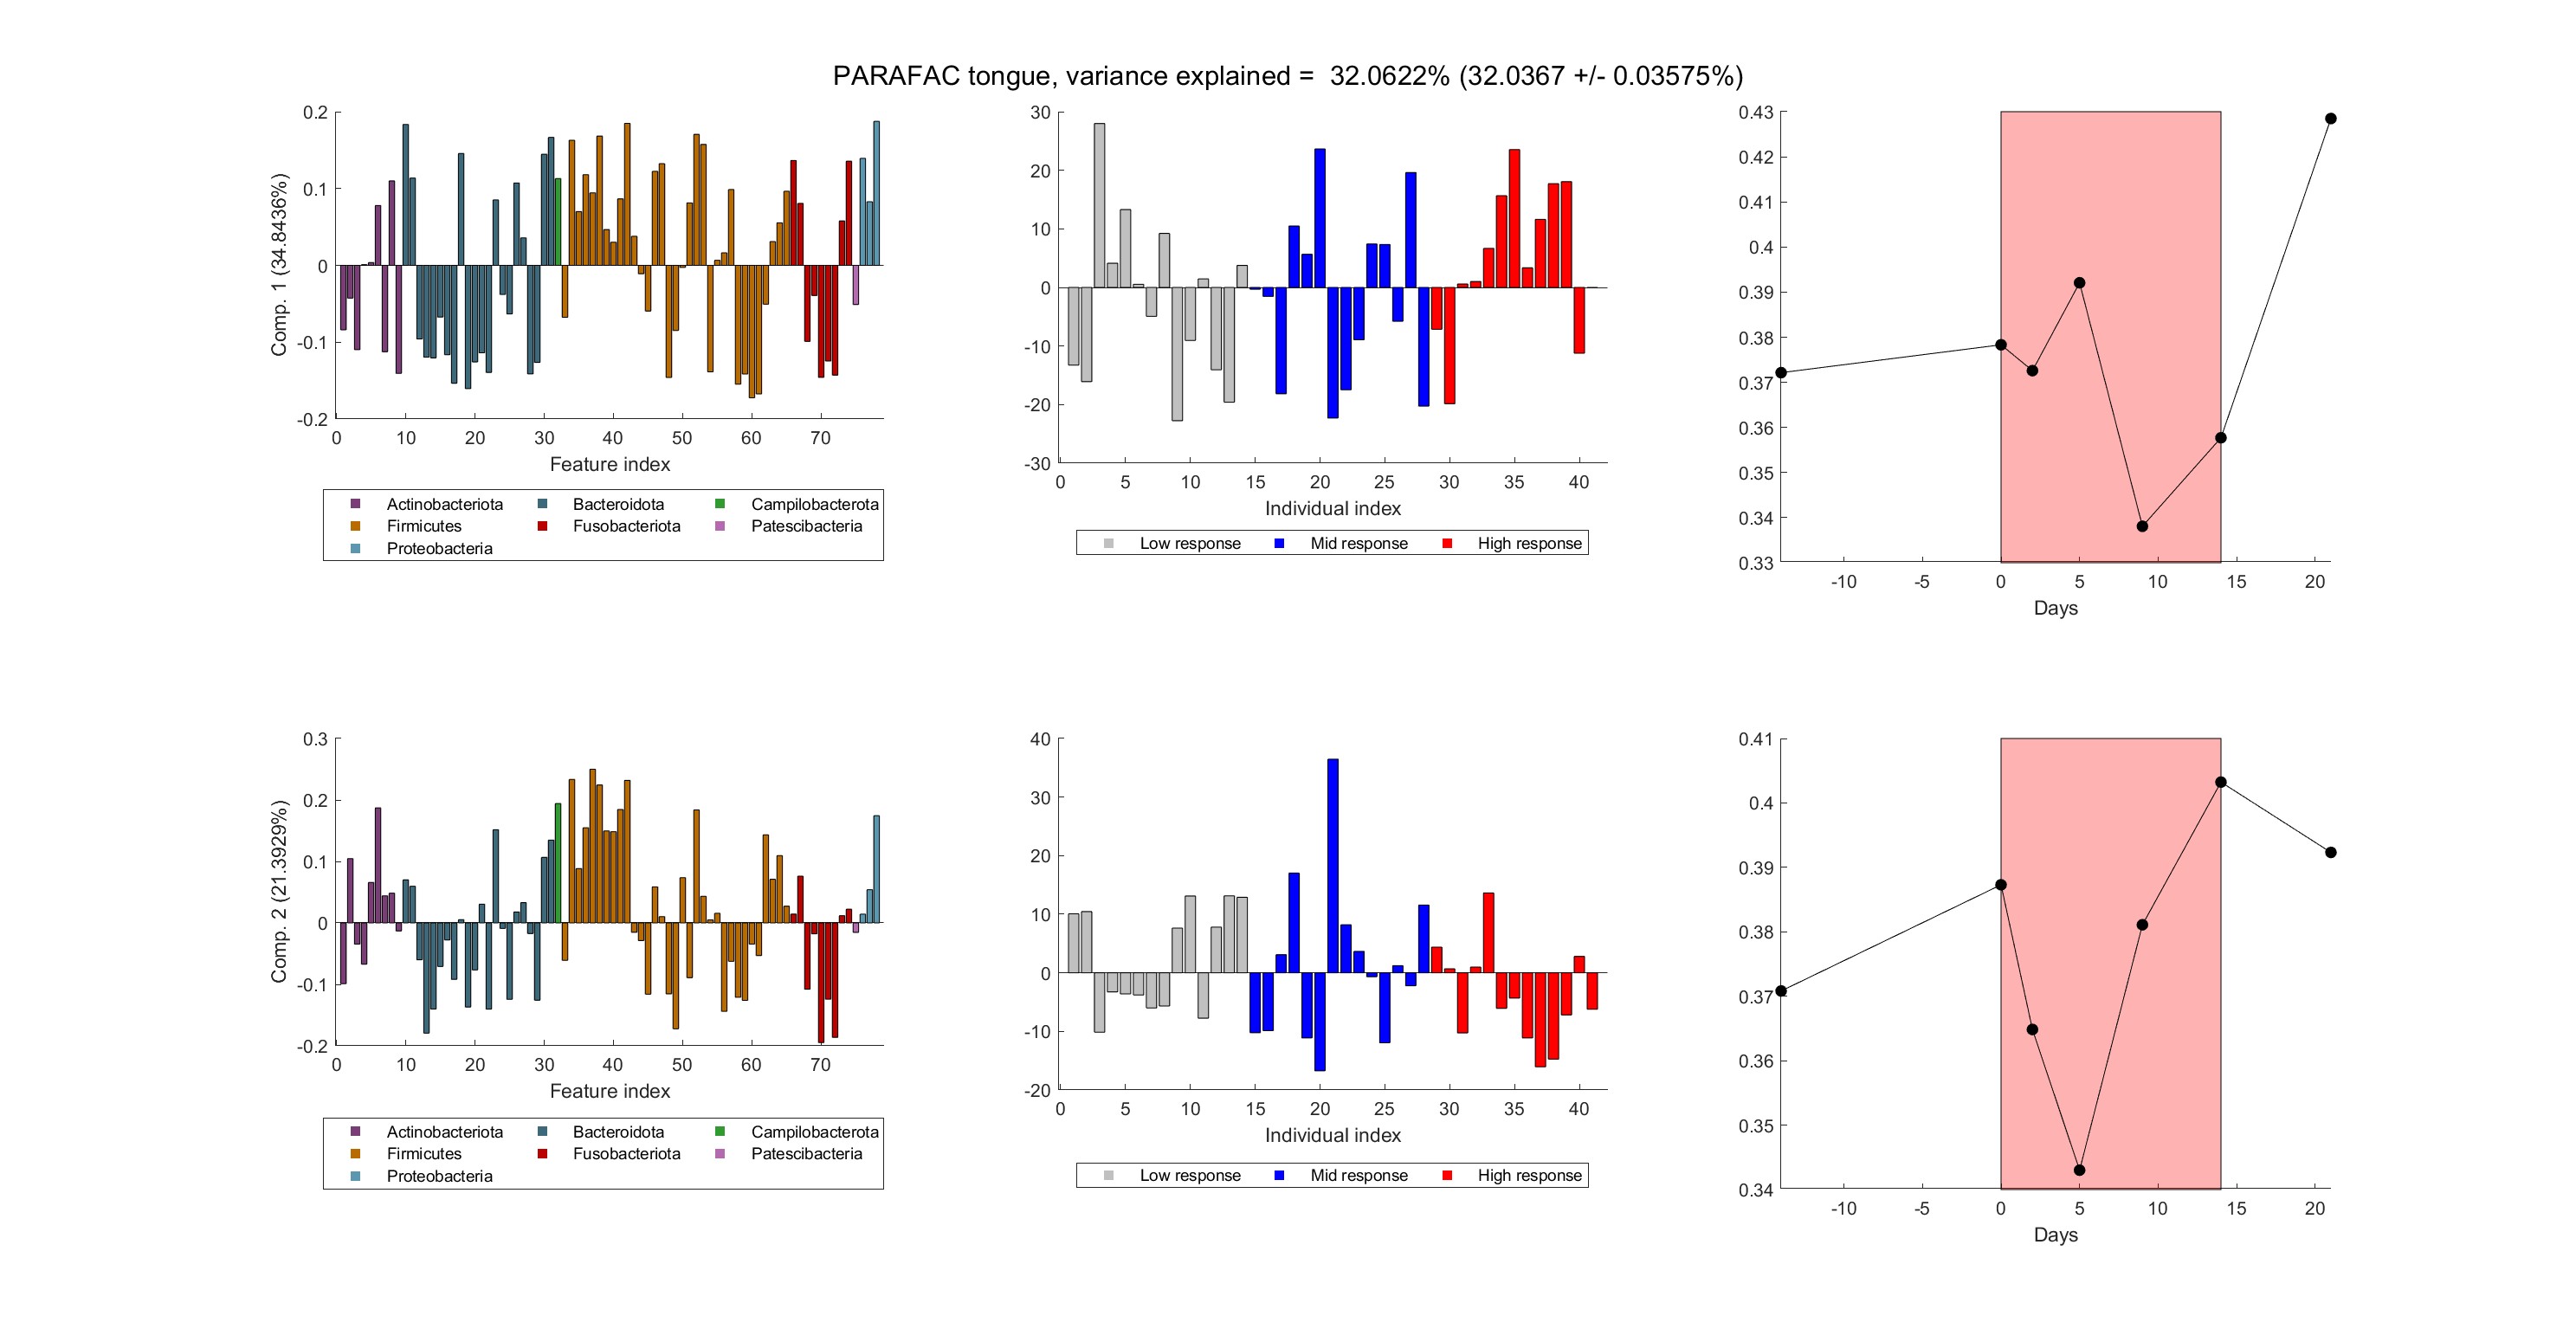 PARAFAC tongue, variance explained =  32.0622% (32.0367 +/- 0.03575%)
Comp. 1 (34.8436%)
0.2
0.1
0
-0.1
-0.2
0 10 20 30 40 50 60 70
Feature index
Actinobacteriota Bacteroidota Campilobacterota
Firmicutes Fusobacteriota Patescibacteria
Proteobacteria
30
20
10
0
-10
-20
-30
0 5 10 15 20 25 30 35 40
Individual index
Low response Mid response High response
0.43
0.42
0.41
0.4
0.39
0.38
0.37
0.36
0.35
0.34
0.33
-10 -5 0 5 10 15 20
Days
Comp. 2 (21.3929%)
0.3
0.2
0.1
0
-0.1
-0.2
0 10 20 30 40 50 60 70
Feature index
Actinobacteriota Bacteroidota Campilobacterota
Firmicutes Fusobacteriota Patescibacteria
Proteobacteria
40
30
20
10
0
-10
-20
0 5 10 15 20 25 30 35 40
Individual index
Low response Mid response High response
0.41
0.4
0.39
0.38
0.37
0.36
0.35
0.34
-10 -5 0 5 10 15 20
Days